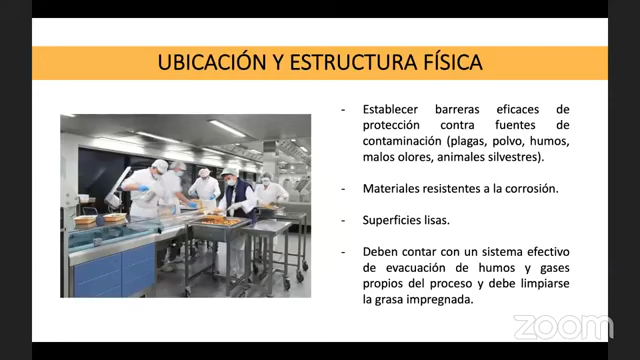 UBICACIÓN Y ESTRUCTURA FÍSICA
- Establecer barreras eficaces de
protección contra fuentes de
contaminación (plagas, polvo, humos,
malos olores, animales silvestres).
- Materiales resistentes a la corrosión.
- Superficies lisas.
- Deben contar con un sistema efectivo
de evacuación de humos y gases
propios del proceso y debe limpiarse
la grasa impregnada.
zoom